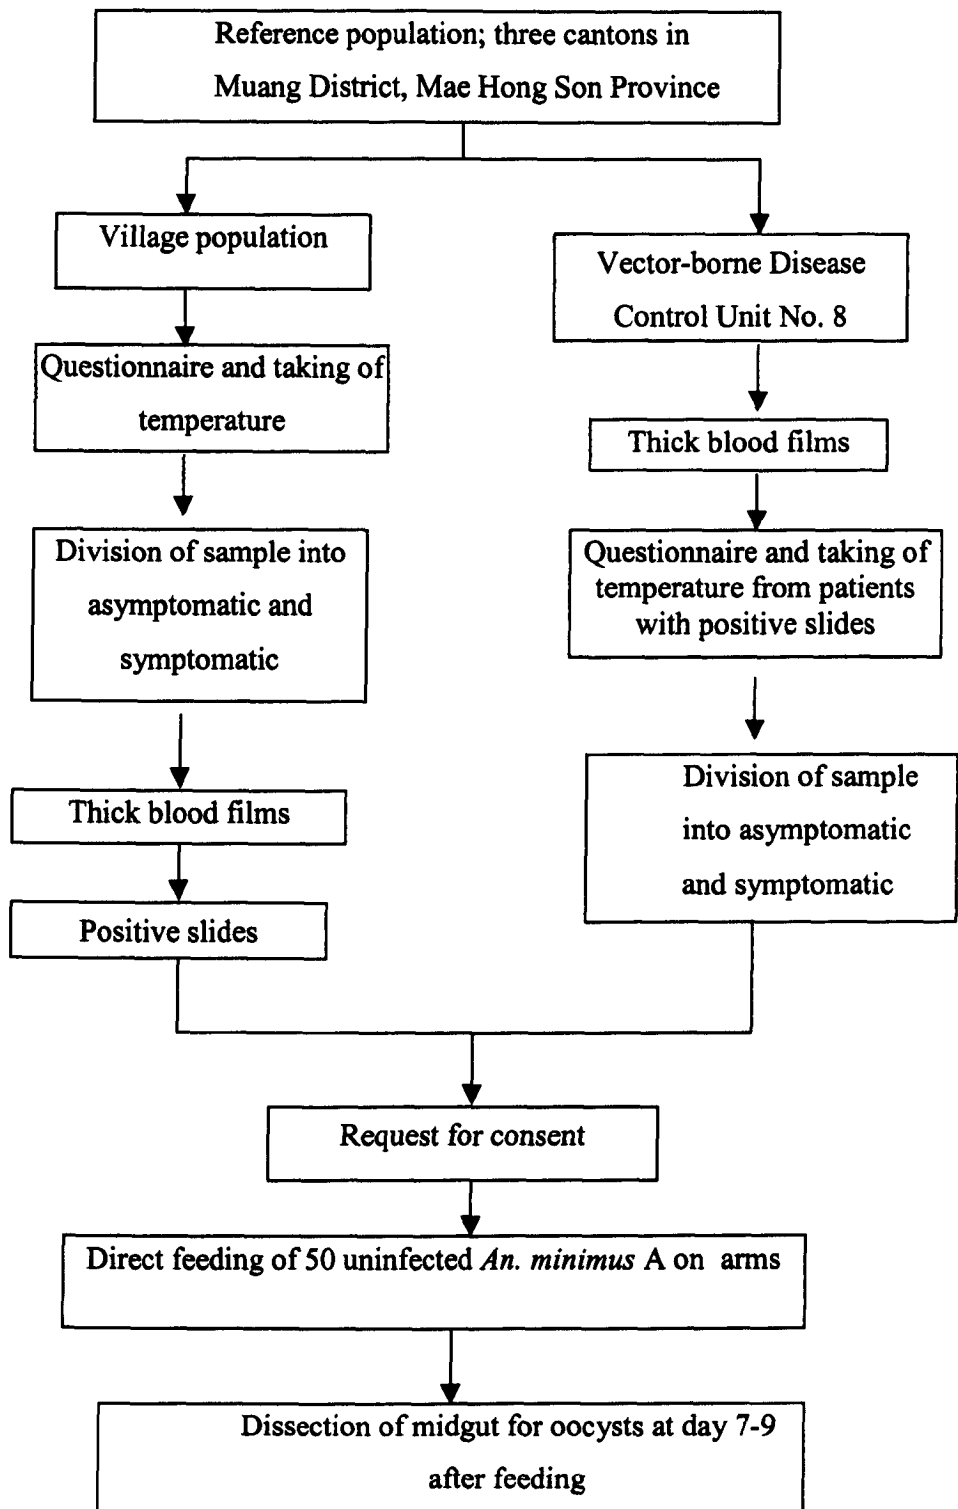 Reference population; three cantons in
Muang District, Mae Hong Son Province
Village population
Questionnaire and taking of
temperature
Division of sample into
asymptomatic and
symptomatic
Thick blood films
Positive slides
Vector-borne Disease
Control Unit No. 8
Thick blood films
Questionnaire and taking of
temperature from patients
with positive slides
Division of sample
into asymptomatic
and symptomatic
Request for consent
Direct feeding of 50 uninfected An. minimus A on arms
Dissection of midgut for oocysts at day 7-9
after feeding